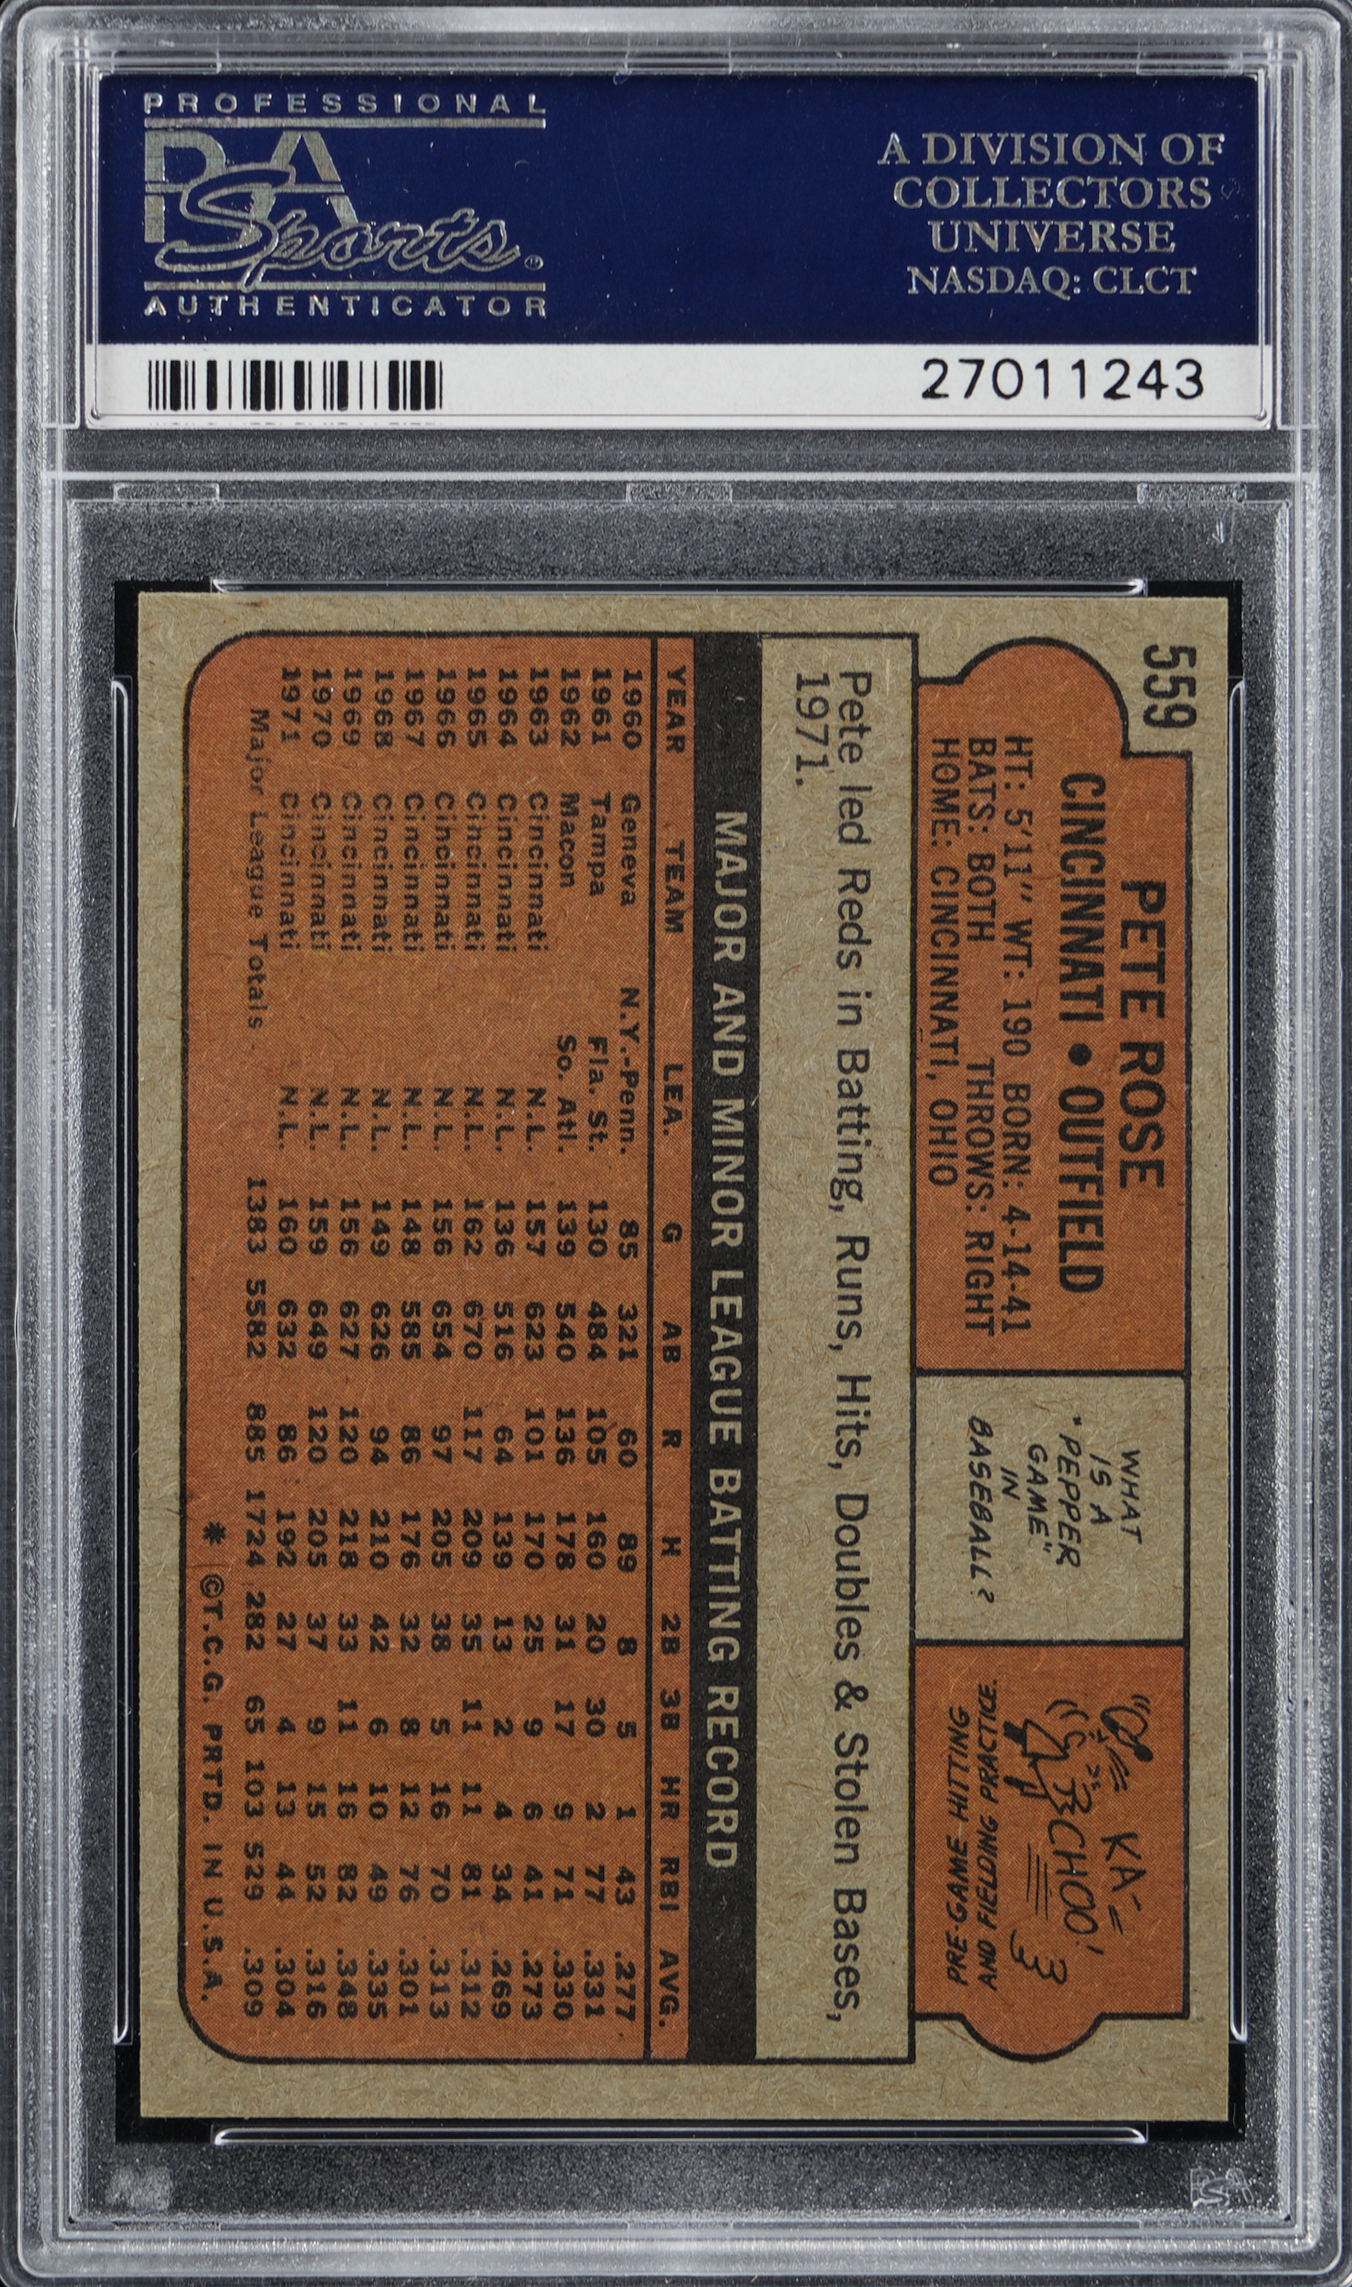 PROFESSIONAL
PSA
Sports
AUTHENTICATOR
A DIVISION OF
COLLECTORS
UNIVERSE
NASDAQ: CLCT
27011243
559
PETE ROSE
CINCINNATI • OUTFIELD
HT: 5'11" WT: 190 BORN: 4-14-41
BATS: BOTH THROWS: RIGHT
HOME: CINCINNATI, OHIO
WHAT
IS A
"PEPPER
GAME"
IN
BASEBALL?
KA-
CHOO!
PRE-GAME HITTING
AND FIELDING PRACTICE.
Pete led Reds in Batting, Runs, Hits, Doubles & Stolen Bases,
1971.
MAJOR AND MINOR LEAGUE BATTING RECORD
YEAR TEAM LEA. G AB R H 2B 3B HR RBI AVG.
1960 Geneva N.Y.-Penn. 85 321 60 89 8 5 1 43 .277
1961 Tampa Fla. St. 130 484 105 160 20 30 2 77 .331
1962 Macon So. Atl. 139 540 136 178 31 17 9 71 .330
1963 Cincinnati N.L. 157 623 101 170 25 9 6 41 .273
1964 Cincinnati N.L. 136 516 64 139 13 2 4 34 .269
1965 Cincinnati N.L. 162 670 117 209 35 11 11 81 .312
1966 Cincinnati N.L. 156 654 97 205 38 5 16 70 .313
1967 Cincinnati N.L. 148 585 86 176 32 8 12 76 .301
1968 Cincinnati N.L. 149 626 94 210 42 6 10 49 .335
1969 Cincinnati N.L. 156 627 120 218 33 11 16 82 .348
1970 Cincinnati N.L. 159 649 120 205 37 9 15 52 .316
1971 Cincinnati N.L. 160 632 86 192 27 4 13 44 .304
Major League Totals - 1383 5582 885 1724 282 65 103 529 .309
* ©T.C.G. PRTD. IN U.S.A.
PSA